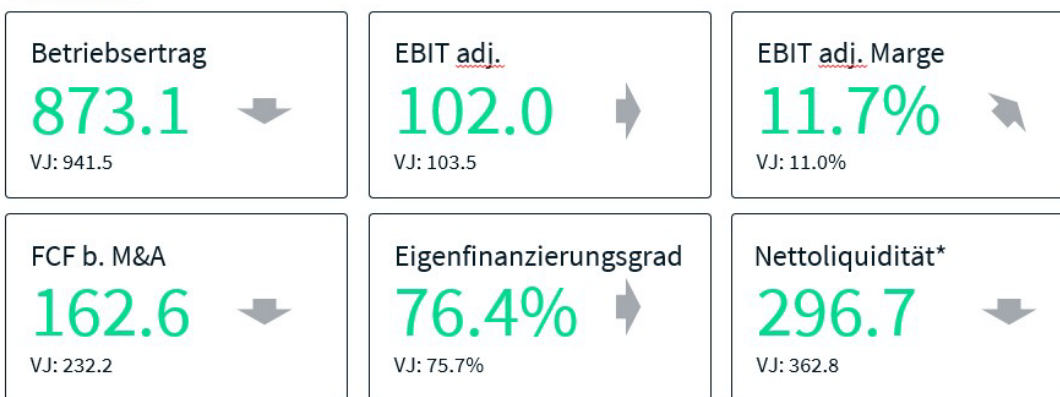 Betriebsertrag
873.1
VJ: 941.5
EBIT adj.
102.0
VJ: 103.5
EBIT adj. Marge
11.7%
VJ: 11.0%
FCF b. M&A
162.6
VJ: 232.2
Eigenfinanzierungsgrad
76.4%
VJ: 75.7%
Nettoliquidität*
296.7
VJ: 362.8